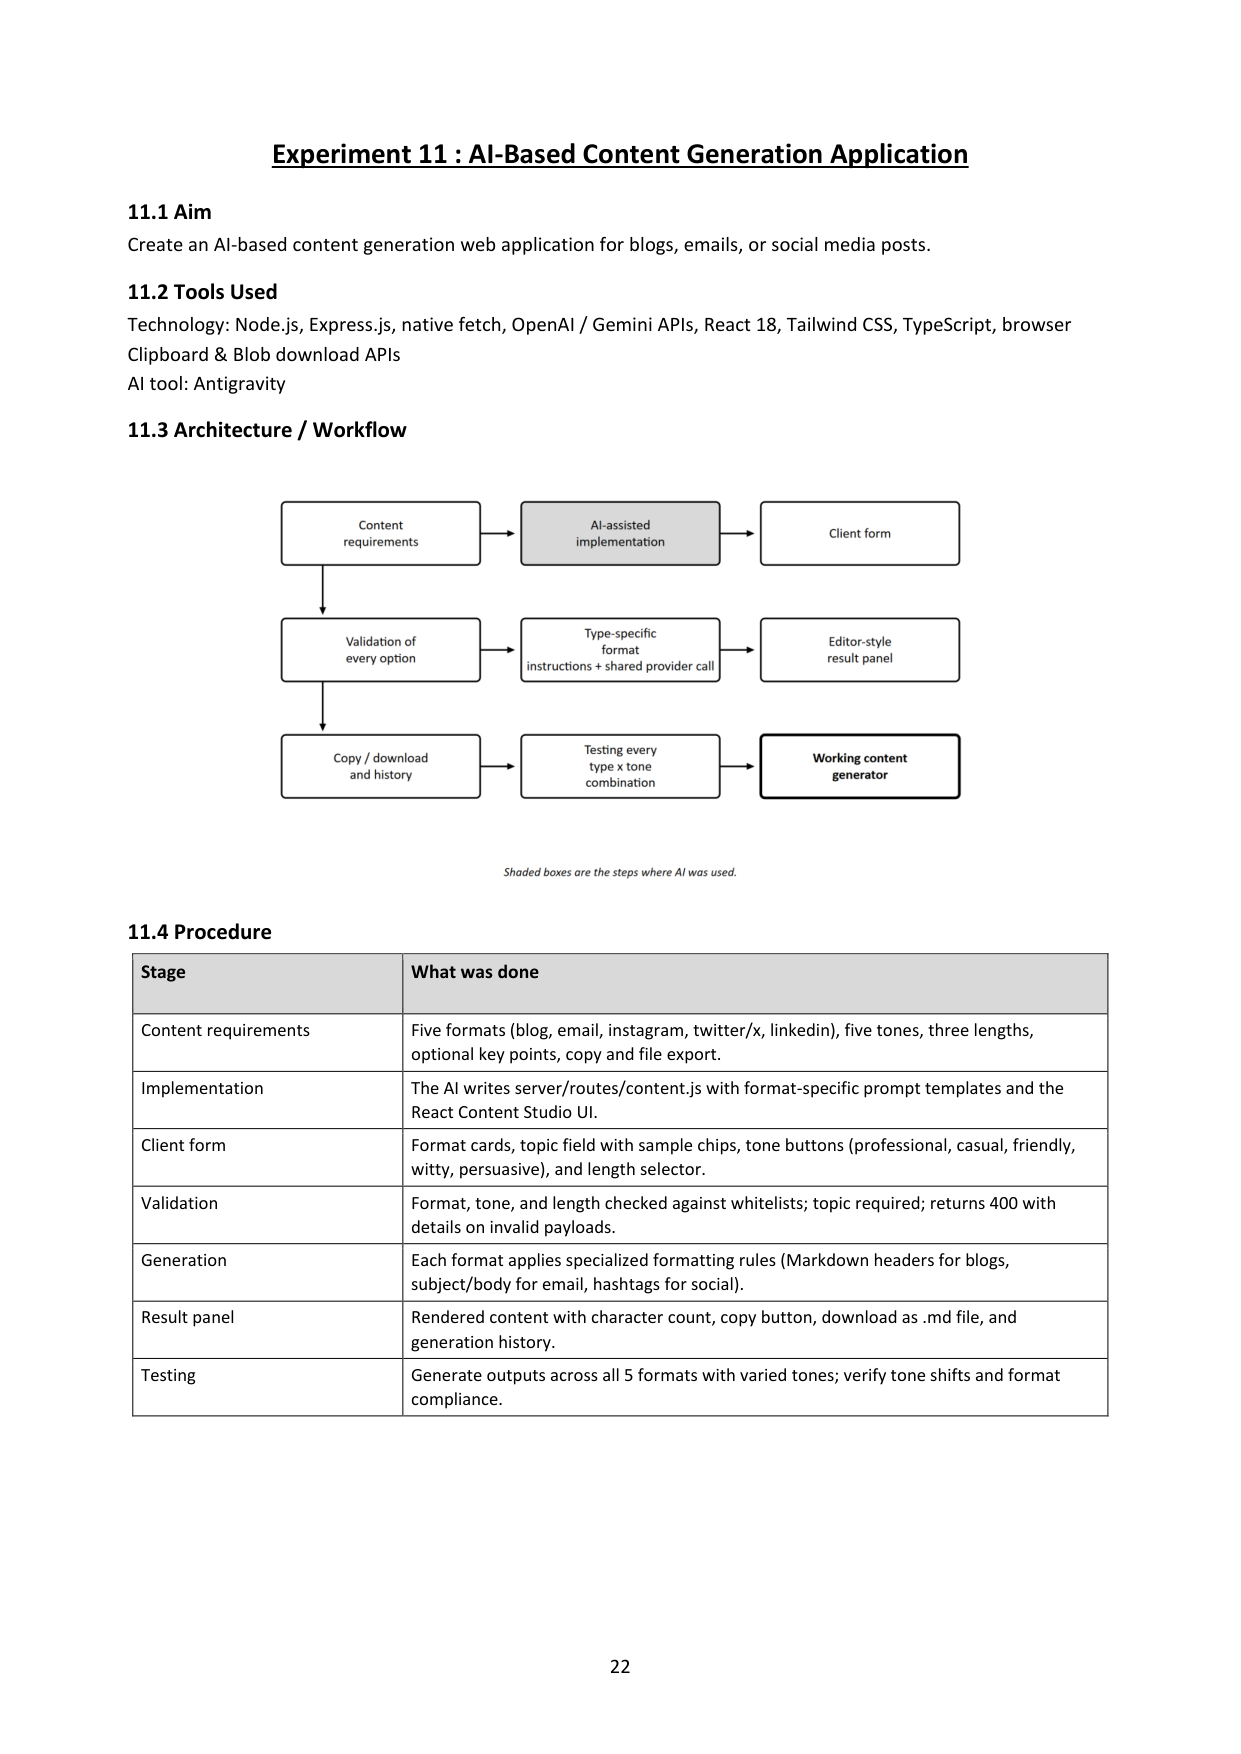 Experiment 11 : AI-Based Content Generation Application
11.1 Aim
Create an AI-based content generation web application for blogs, emails, or social media posts.
11.2 Tools Used
Technology: Node.js, Express.js, native fetch, OpenAI / Gemini APIs, React 18, Tailwind CSS, TypeScript, browser
Clipboard & Blob download APIs
AI tool: Antigravity
11.3 Architecture / Workflow
Content
requirements
AI-assisted
implementation
Client form
Validation of
every option
Type-specific
format
instructions + shared provider call
Editor-style
result panel
Copy / download
and history
Testing every
type x tone
combination
Working content
generator
Shaded boxes are the steps where AI was used.
11.4 Procedure
Stage
What was done
Content requirements
Five formats (blog, email, instagram, twitter/x, linkedin), five tones, three lengths,
optional key points, copy and file export.
Implementation
The AI writes server/routes/content.js with format-specific prompt templates and the
React Content Studio UI.
Client form
Format cards, topic field with sample chips, tone buttons (professional, casual, friendly,
witty, persuasive), and length selector.
Validation
Format, tone, and length checked against whitelists; topic required; returns 400 with
details on invalid payloads.
Generation
Each format applies specialized formatting rules (Markdown headers for blogs,
subject/body for email, hashtags for social).
Result panel
Rendered content with character count, copy button, download as .md file, and
generation history.
Testing
Generate outputs across all 5 formats with varied tones; verify tone shifts and format
compliance.
22